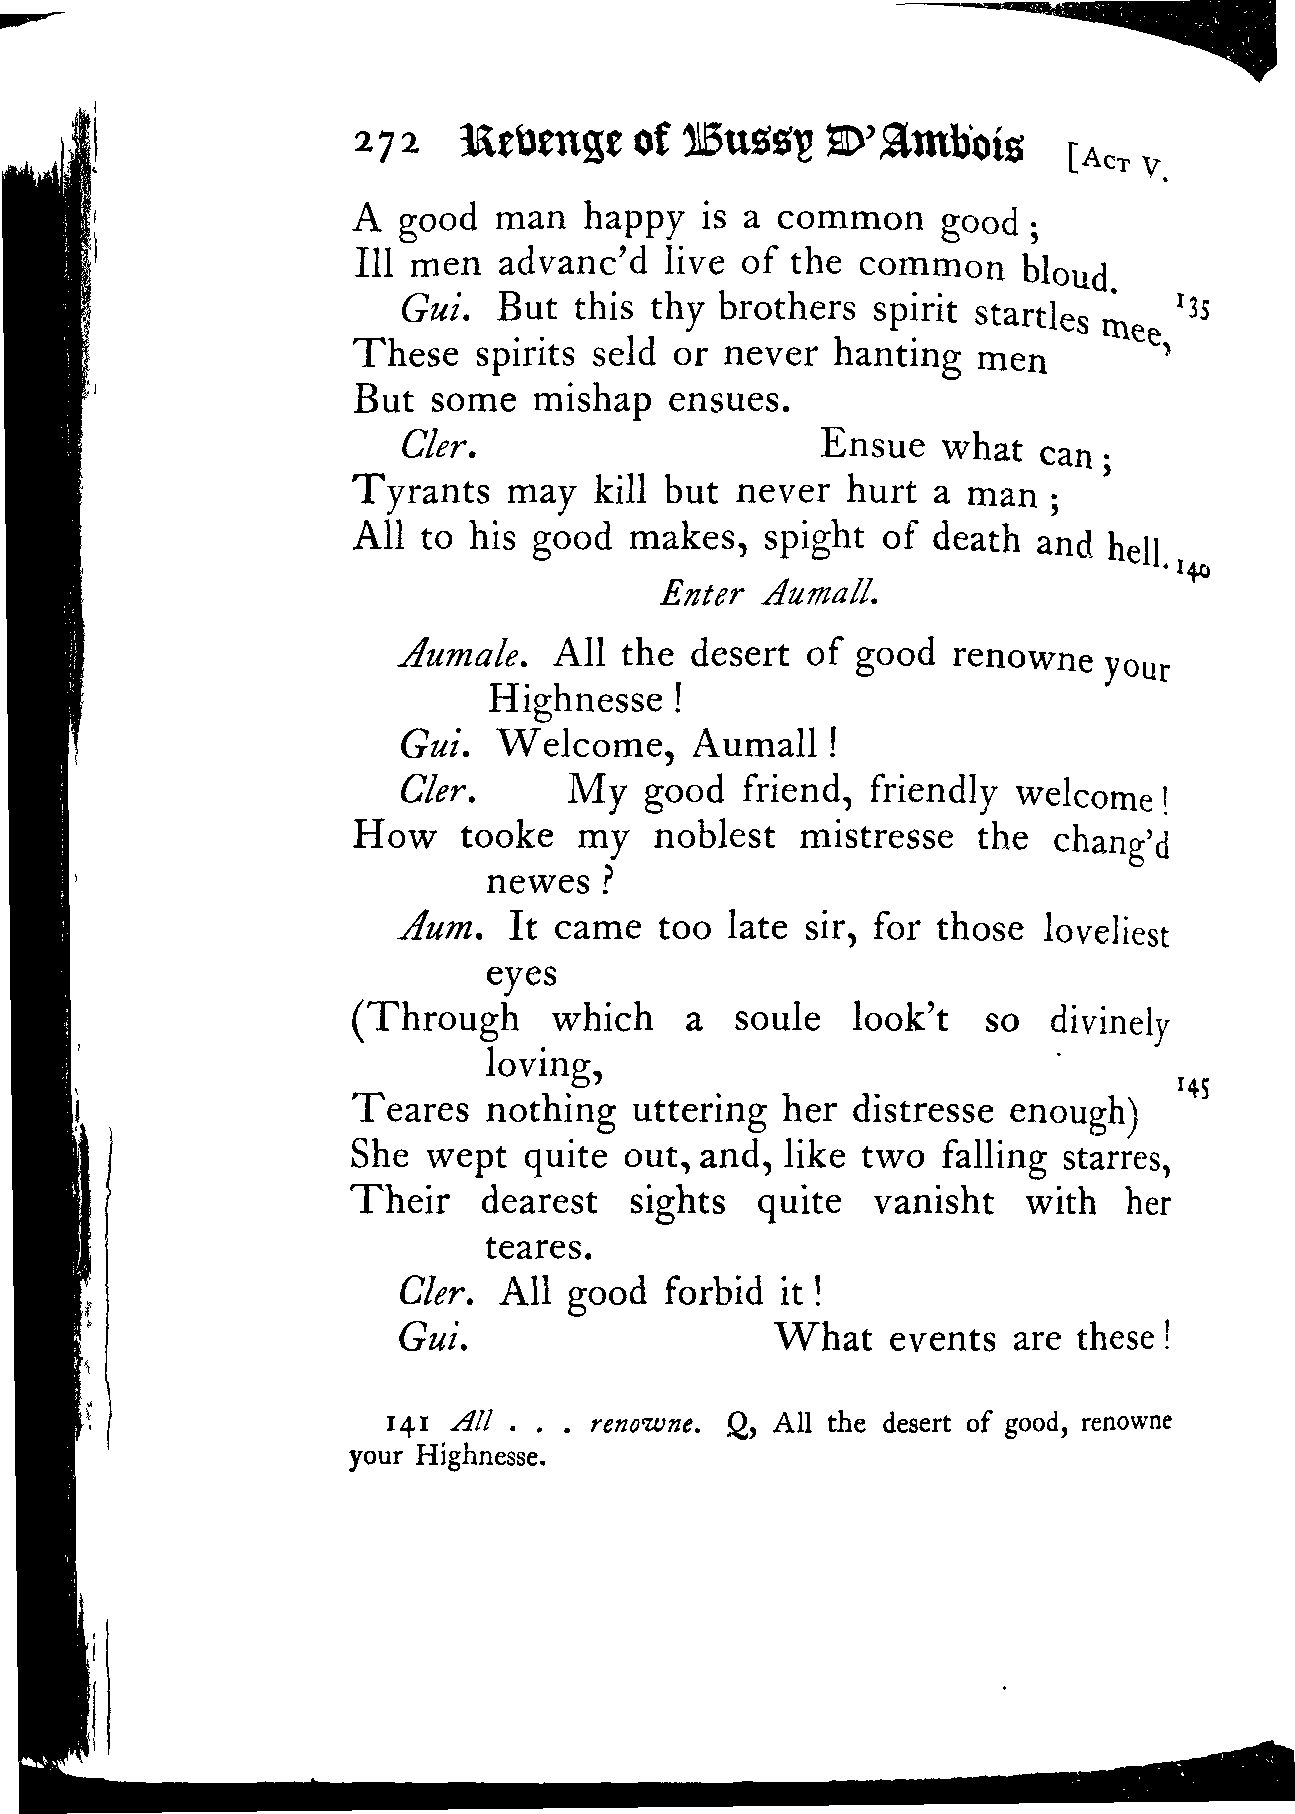 272 Revenge of Bussy D'Ambois [Act V.
A good man happy is a common good;
Ill men advanc'd live of the common bloud.
Gui. But this thy brothers spirit startles mee, 135
These spirits seld or never hanting men
But some mishap ensues.
Cler. Ensue what can;
Tyrants may kill but never hurt a man;
All to his good makes, spight of death and hell. 140
Enter Aumall.
Aumale. All the desert of good renowne your
Highnesse!
Gui. Welcome, Aumall!
Cler. My good friend, friendly welcome!
How tooke my noblest mistresse the chang'd
newes?
Aum. It came too late sir, for those loveliest
eyes
(Through which a soule look't so divinely
loving, 145
Teares nothing uttering her distresse enough)
She wept quite out, and, like two falling starres,
Their dearest sights quite vanisht with her
teares.
Cler. All good forbid it!
Gui. What events are these!
141 All . . . renowne. Q, All the desert of good, renowne
your Highnesse.